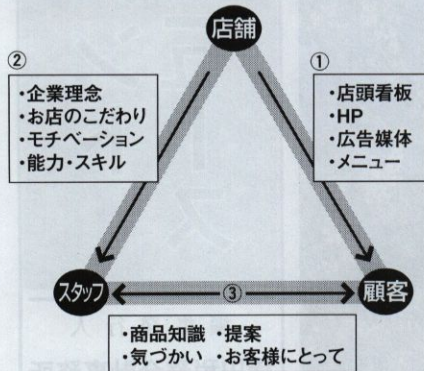 店舗
②
・企業理念
・お店のこだわり
・モチベーション
・能力・スキル
①
・店頭看板
・HP
・広告媒体
・メニュー
スタッフ
③
顧客
・商品知識 ・提案
・気づかい ・お客様にとって